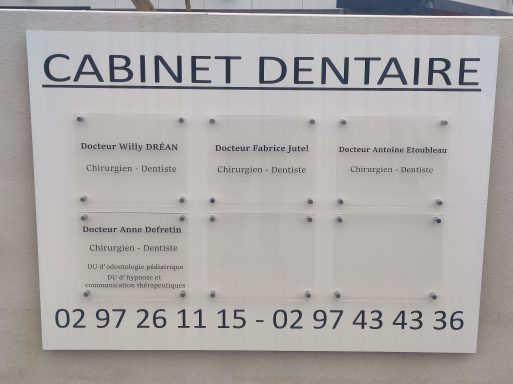 CABINET DENTAIRE
Docteur Willy DRÉAN
Chirurgien - Dentiste
Docteur Fabrice Jutel
Chirurgien - Dentiste
Docteur Antoine Etoubleau
Chirurgien - Dentiste
Docteur Anne Defretin
Chirurgien - Dentiste
DU d'odontologie pédiatrique
DU d'hypnose et
communication thérapeutiques
02 97 26 11 15 - 02 97 43 43 36